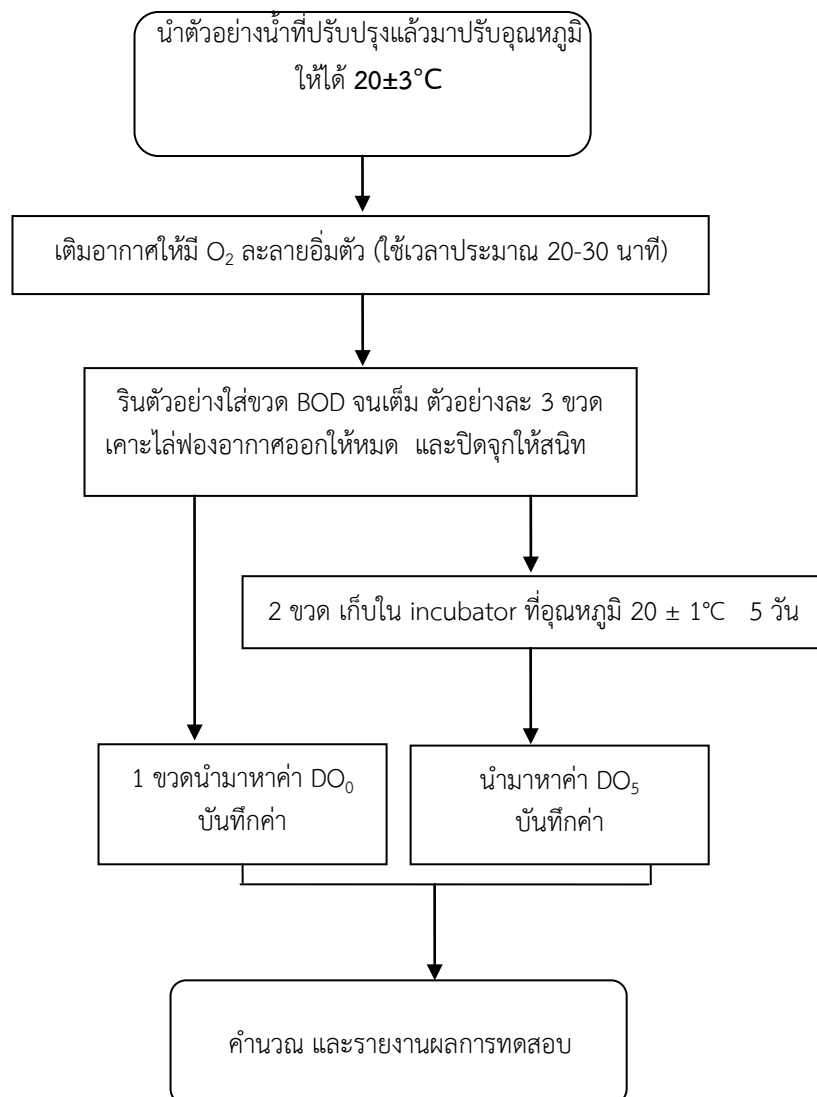 นำตัวอย่างน้ำที่ปรับปรุงแล้วมาปรับอุณหภูมิ
ให้ได้ 20±3°C
เติมอากาศให้มี O₂ ละลายอิ่มตัว (ใช้เวลาประมาณ 20-30 นาที)
รินตัวอย่างใส่ขวด BOD จนเต็ม ตัวอย่างละ 3 ขวด
เคาะไล่ฟองอากาศออกให้หมด และปิดจุกให้สนิท
2 ขวด เก็บใน incubator ที่อุณหภูมิ 20 ± 1°C 5 วัน
1 ขวดนำมาหาค่า DO₀
บันทึกค่า
นำมาหาค่า DO₅
บันทึกค่า
คำนวณ และรายงานผลการทดสอบ